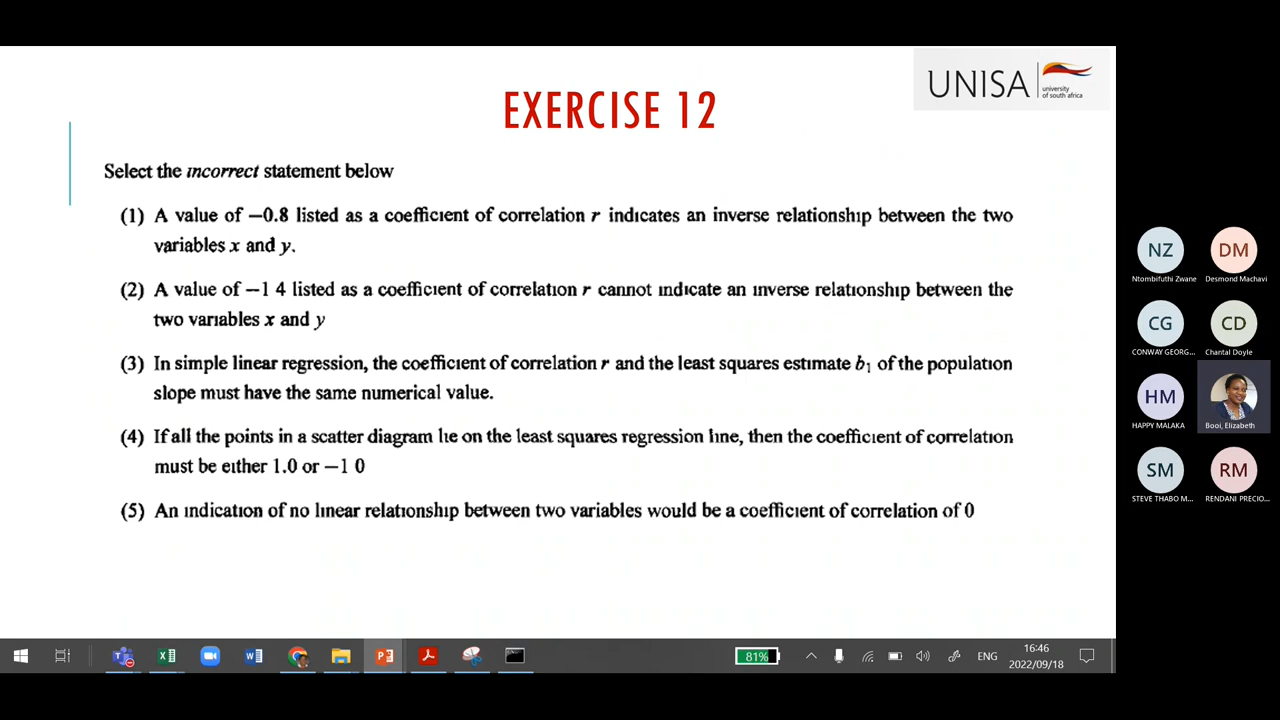 UNISA
university
of south africa
EXERCISE 12
Select the incorrect statement below
(1) A value of −0.8 listed as a coefficient of correlation r indicates an inverse relationship between the two
variables x and y.
(2) A value of −1 4 listed as a coefficient of correlation r cannot indicate an inverse relationship between the
two variables x and y
(3) In simple linear regression, the coefficient of correlation r and the least squares estimate b₁ of the population
slope must have the same numerical value.
(4) If all the points in a scatter diagram lie on the least squares regression line, then the coefficient of correlation
must be either 1.0 or −1 0
(5) An indication of no linear relationship between two variables would be a coefficient of correlation of 0
NZ
Ntombifuthi Zwane
DM
Desmond Machavi
CG
CONWAY GEORG...
CD
Chantal Doyle
HM
HAPPY MALAKA
Booi, Elizabeth
SM
STEVE THABO M...
RM
RENDANI PRECIO...
81%
ENG
16:46
2022/09/18